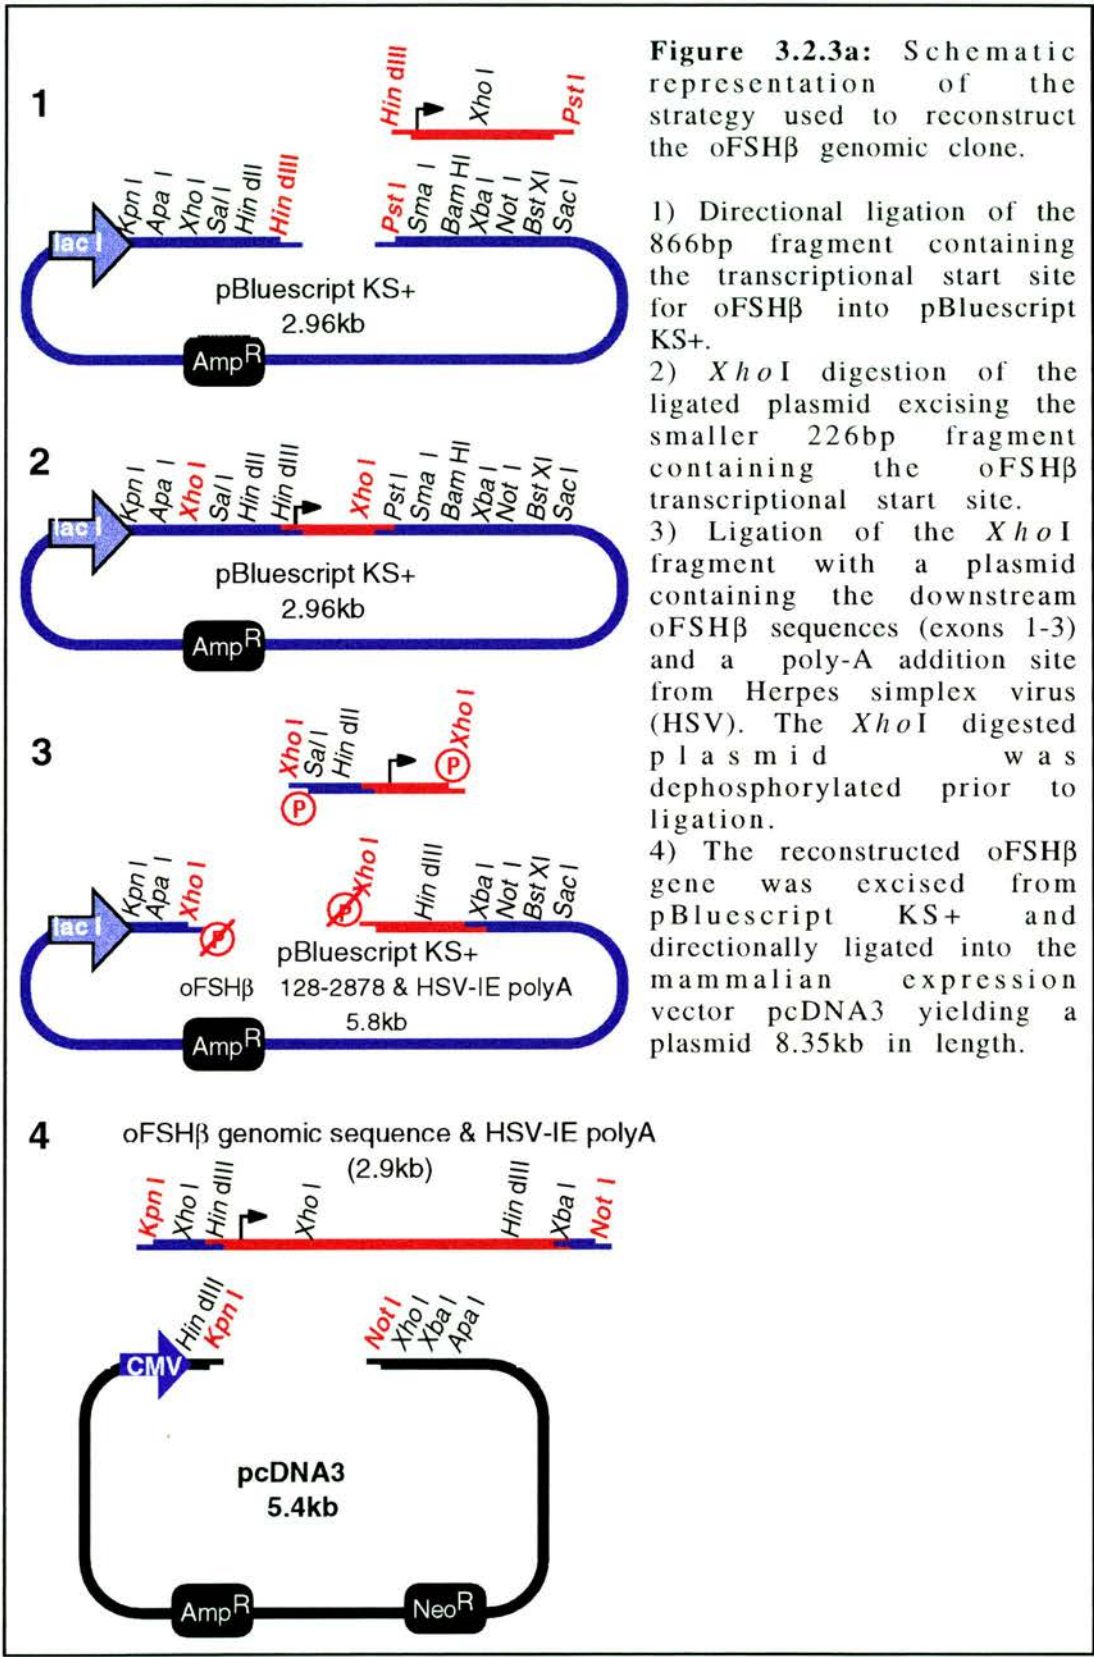 Figure 3.2.3a: Schematic
representation of the
strategy used to reconstruct
the oFSHβ genomic clone.
1) Directional ligation of the
866bp fragment containing
the transcriptional start site
for oFSHβ into pBluescript
KS+.
2) XhoI digestion of the
ligated plasmid excising the
smaller 226bp fragment
containing the oFSHβ
transcriptional start site.
3) Ligation of the XhoI
fragment with a plasmid
containing the downstream
oFSHβ sequences (exons 1-3)
and a poly-A addition site
from Herpes simplex virus
(HSV). The XhoI digested
plasmid was
dephosphorylated prior to
ligation.
4) The reconstructed oFSHβ
gene was excised from
pBluescript KS+ and
directionally ligated into the
mammalian expression
vector pcDNA3 yielding a
plasmid 8.35kb in length.
1
Hin dIII
Xho I
Pst I
Kpn I
Apa I
Xho I
Sal I
Hin dII
Hin dIII
Pst I
Sma I
Bam HI
Xba I
Not I
Bst XI
Sac I
lac I
pBluescript KS+
2.96kb
AmpR
2
Kpn I
Apa I
Xho I
Sal I
Hin dII
Hin dIII
Xho I
Pst I
Sma I
Bam HI
Xba I
Not I
Bst XI
Sac I
lac I
pBluescript KS+
2.96kb
AmpR
3
Xho I
Sal I
Hin dII
P
Xho I
P
Kpn I
Apa I
Xho I
Xho I
Hin dIII
Xba I
Not I
Bst XI
Sac I
lac I
P
P
pBluescript KS+
oFSHβ 128-2878 & HSV-IE polyA
5.8kb
AmpR
4
oFSHβ genomic sequence & HSV-IE polyA
(2.9kb)
Kpn I
Xho I
Hin dIII
Xho I
Hin dIII
Xba I
Not I
Hin dIII
Kpn I
Not I
Xho I
Xba I
Apa I
CMV
pcDNA3
5.4kb
AmpR
NeoR